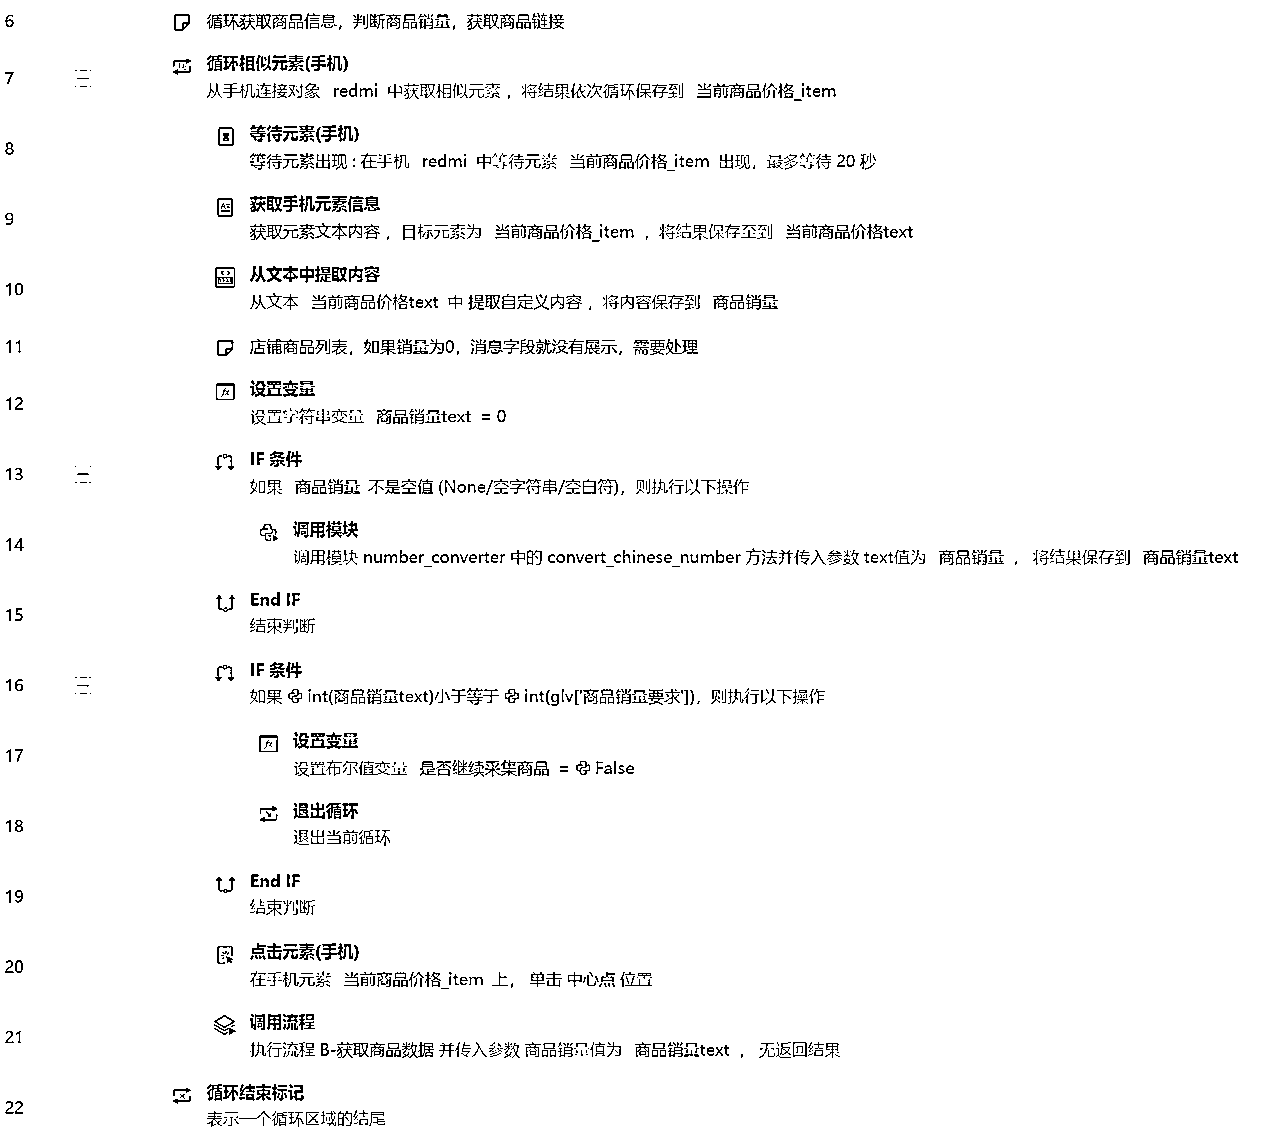 6 循环获取商品信息，判断商品销量，获取商品链接
7 循环相似元素(手机)
从手机连接对象 redmi 中获取相似元素 ，将结果依次循环保存到 当前商品价格_item
8 等待元素(手机)
等待元素出现 : 在手机 redmi 中等待元素 当前商品价格_item 出现，最多等待 20 秒
9 获取手机元素信息
获取元素文本内容 ，目标元素为 当前商品价格_item ，将结果保存至到 当前商品价格text
10 从文本中提取内容
从文本 当前商品价格text 中 提取自定义内容 ，将内容保存到 商品销量
11 店铺商品列表，如果销量为0，消息字段就没有展示，需要处理
12 设置变量
设置字符串变量 商品销量text = 0
13 IF 条件
如果 商品销量 不是空值 (None/空字符串/空白符)，则执行以下操作
14 调用模块
调用模块 number_converter 中的 convert_chinese_number 方法并传入参数 text值为 商品销量 ， 将结果保存到 商品销量text
15 End IF
结束判断
16 IF 条件
如果 int(商品销量text)小于等于 int(glv['商品销量要求'])，则执行以下操作
17 设置变量
设置布尔值变量 是否继续采集商品 = False
18 退出循环
退出当前循环
19 End IF
结束判断
20 点击元素(手机)
在手机元素 当前商品价格_item 上， 单击 中心点 位置
21 调用流程
执行流程 B-获取商品数据 并传入参数 商品销量值为 商品销量text ， 无返回结果
22 循环结束标记
表示一个循环区域的结尾